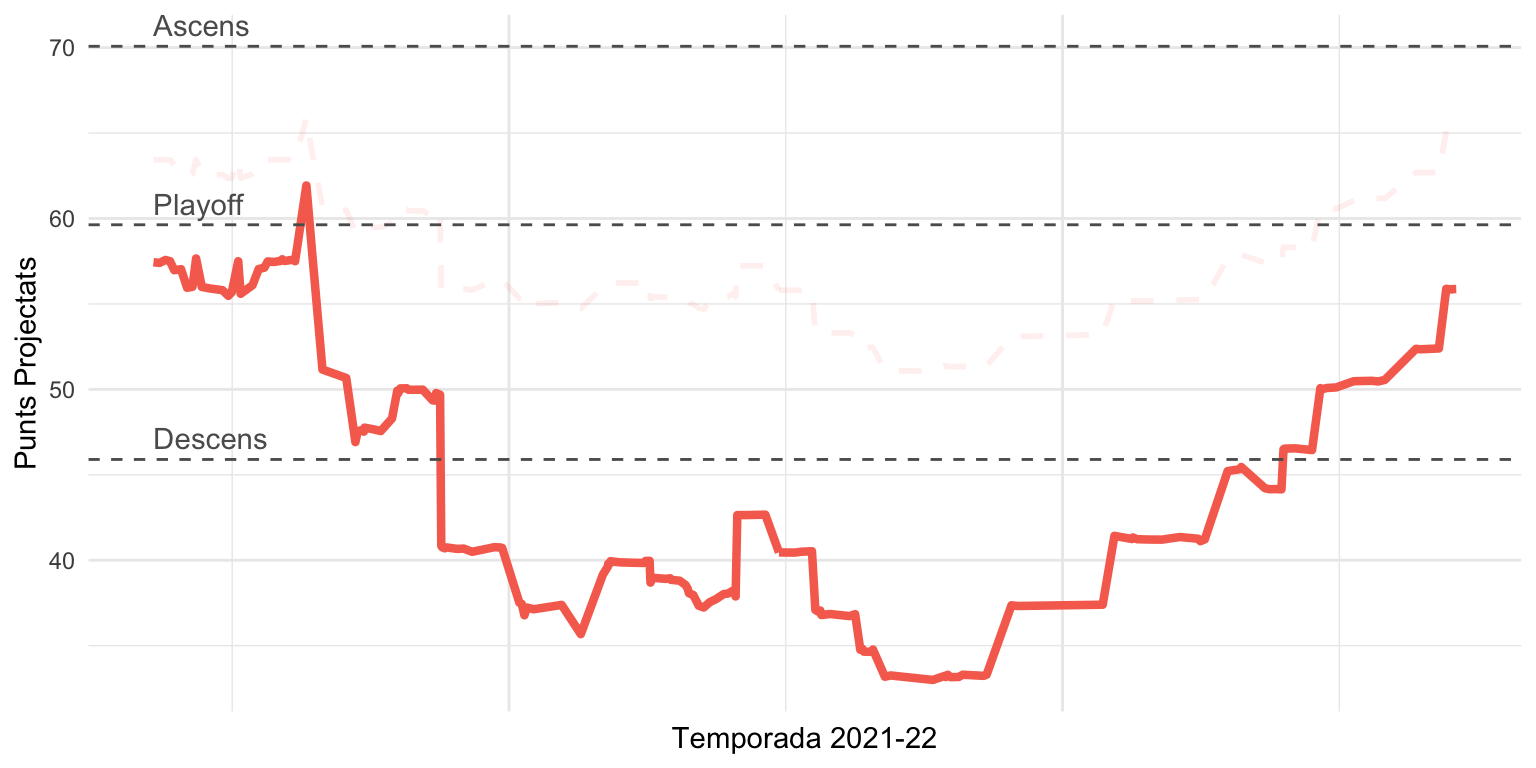 Ascens
70
Playoff
60
50
Descens
40
Punts Projectats
Temporada 2021-22